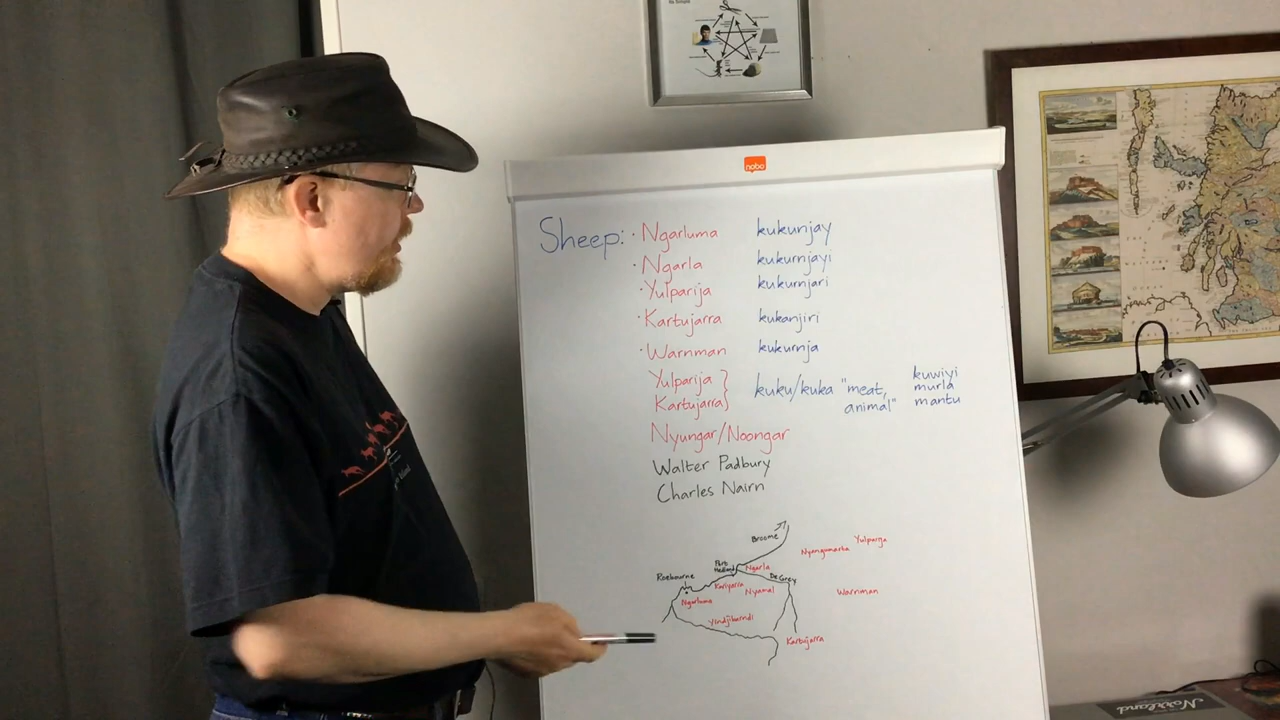 nobo
Sheep: · Ngarluma kukunjay
· Ngarla kukurnjayi
· Yulparija kukurnjari
· Kartujarra kukanjiri
· Warnman kukurnja
Yulparija } kuku/kuka "meat, kuwiyi
Kartujarra } animal" murla
mantu
Nyungar/Noongar
Walter Padbury
Charles Nairn
Broome
Nyangumarta Yulparija
Port Hedland Ngarla
Roebourne Kariyarra De Grey
Ngarluma Nyamal Warnman
Yindjibarndi
Kartujarra